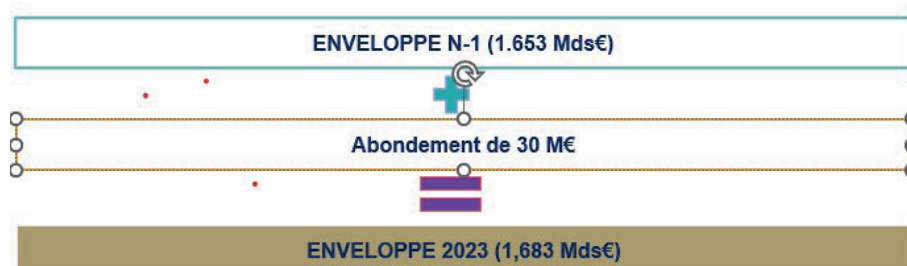 ENVELOPPE N-1 (1.653 Mds€)
Abondement de 30 M€
ENVELOPPE 2023 (1,683 Mds€)